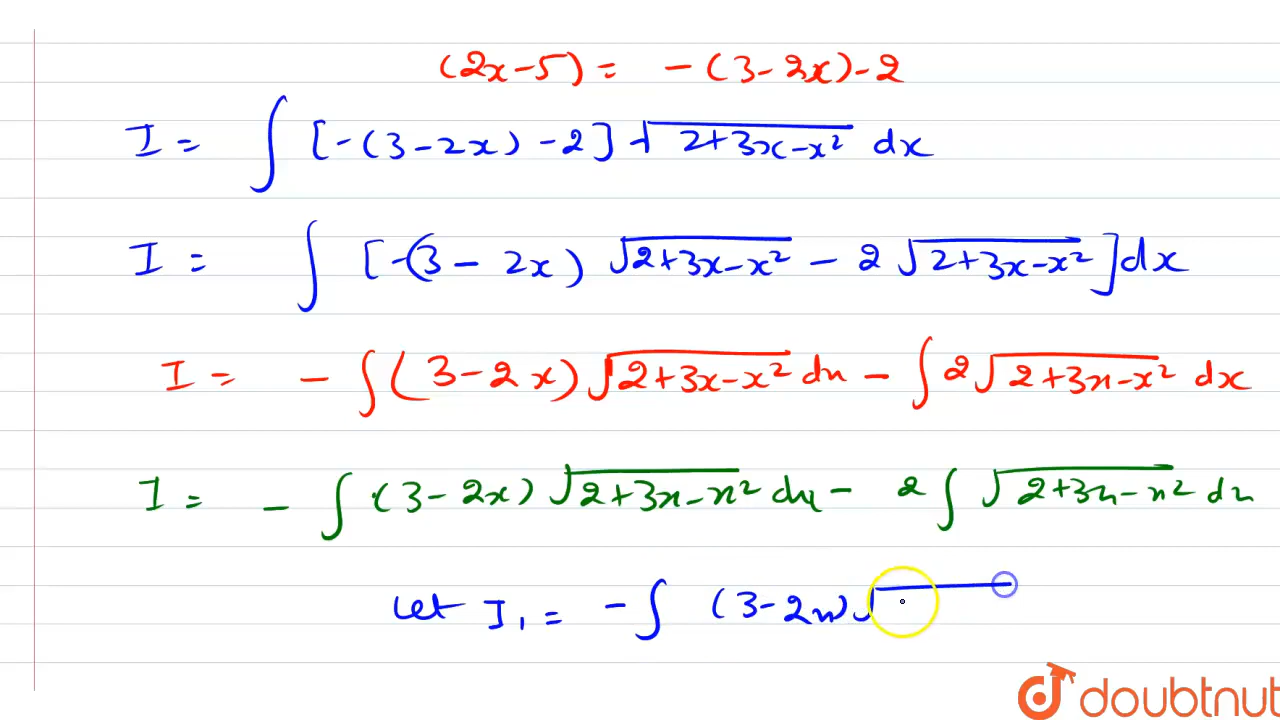 (2x-5) = -(3-2x)-2
I = ∫ [-(3-2x) -2] √2+3x-x² dx
I = ∫ [-(3-2x) √2+3x-x² - 2 √2+3x-x² ] dx
I = - ∫ (3-2x) √2+3x-x² dx - ∫ 2 √2+3x-x² dx
I = - ∫ (3-2x) √2+3x-x² dx - 2 ∫ √2+3x-x² dx
Let I₁ = - ∫ (3-2x) √
doubtnut